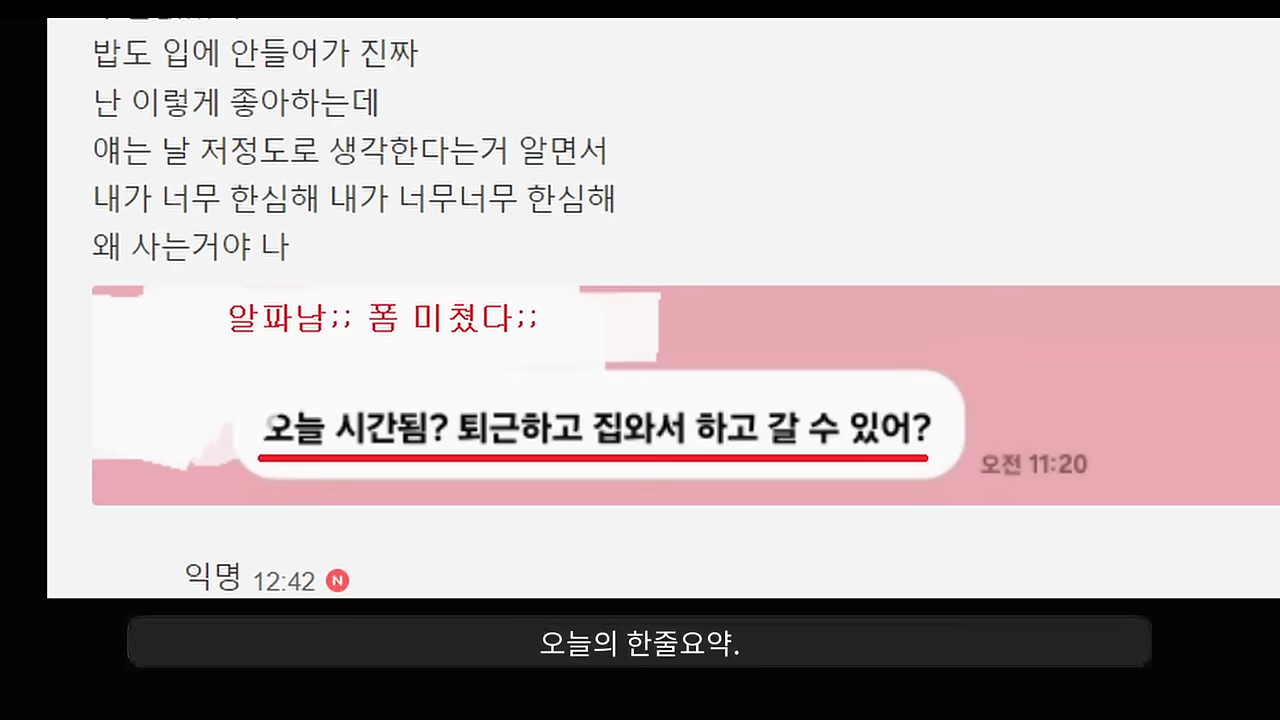 밥도 입에 안들어가 진짜
난 이렇게 좋아하는데
얘는 날 저정도로 생각한다는거 알면서
내가 너무 한심해 내가 너무너무 한심해
왜 사는거야 나
알파남;; 폼 미쳤다;;
오늘 시간됨? 퇴근하고 집와서 하고 갈 수 있어?
오전 11:20
익명 12:42 N
오늘의 한줄요약.